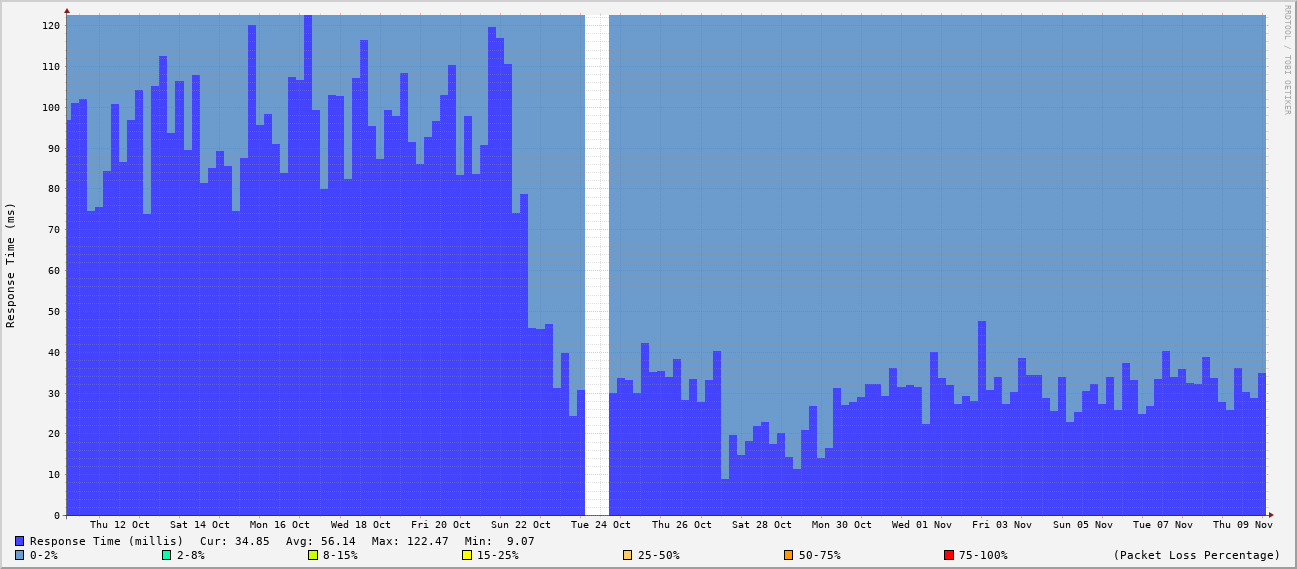 RRDTOOL / TOBI OETIKER
Response Time (ms)
120
110
100
90
80
70
60
50
40
30
20
10
0
Thu 12 Oct Sat 14 Oct Mon 16 Oct Wed 18 Oct Fri 20 Oct Sun 22 Oct Tue 24 Oct Thu 26 Oct Sat 28 Oct Mon 30 Oct Wed 01 Nov Fri 03 Nov Sun 05 Nov Tue 07 Nov Thu 09 Nov
Response Time (millis) Cur: 34.85 Avg: 56.14 Max: 122.47 Min: 9.07
0-2% 2-8% 8-15% 15-25% 25-50% 50-75% 75-100% (Packet Loss Percentage)